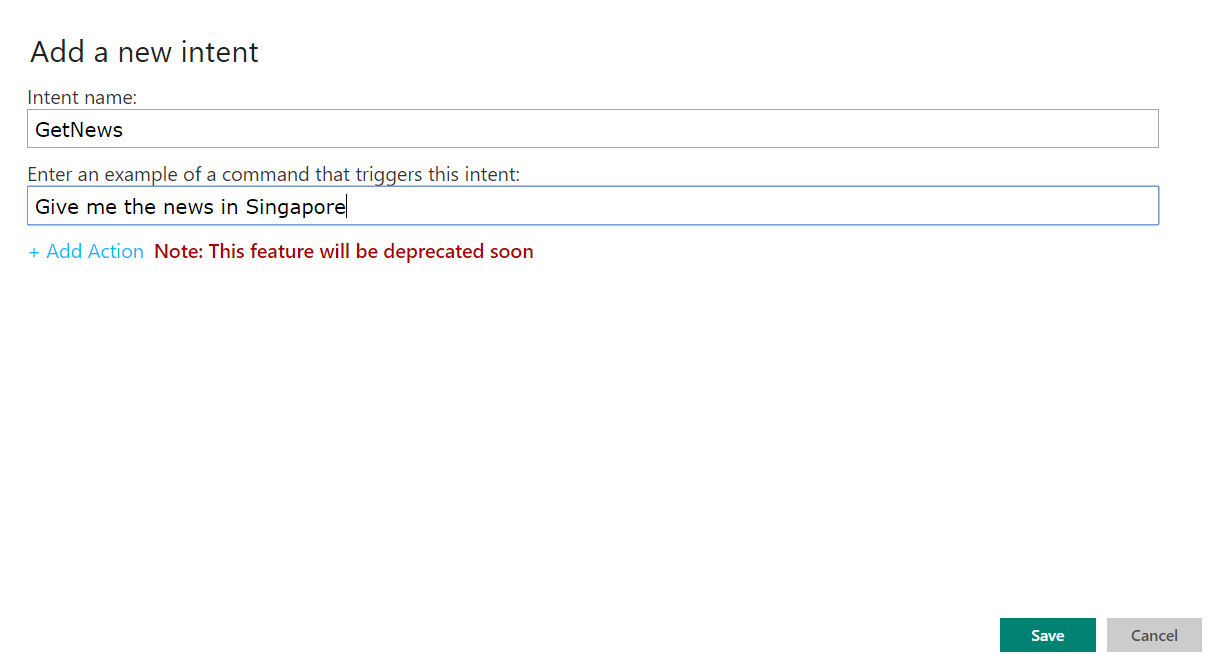 Add a new intent
Intent name:
GetNews
Enter an example of a command that triggers this intent:
Give me the news in Singapore
+ Add Action Note: This feature will be deprecated soon
Save Cancel